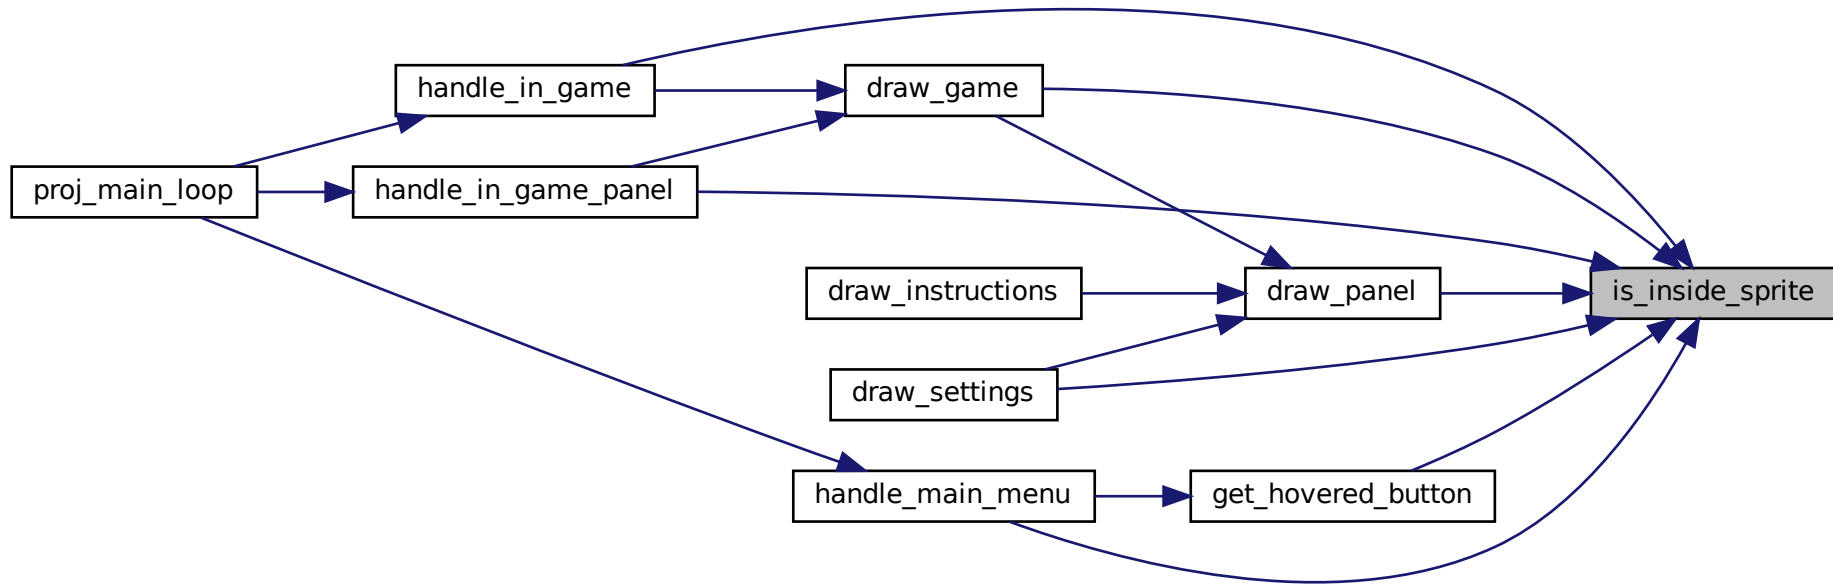 handle_in_game
draw_game
proj_main_loop
handle_in_game_panel
draw_instructions
draw_panel
is_inside_sprite
draw_settings
handle_main_menu
get_hovered_button